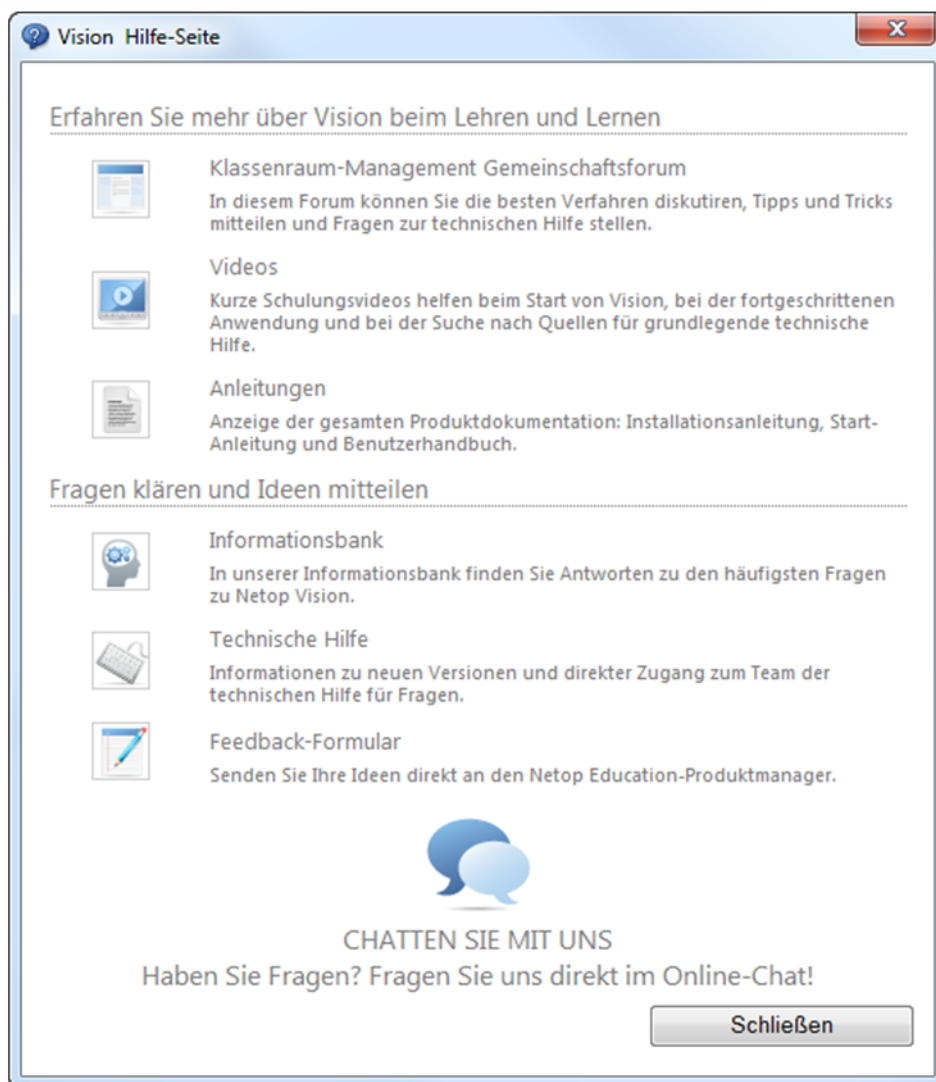 Vision Hilfe-Seite
Erfahren Sie mehr über Vision beim Lehren und Lernen
Klassenraum-Management Gemeinschaftsforum
In diesem Forum können Sie die besten Verfahren diskutiren, Tipps und Tricks
mitteilen und Fragen zur technischen Hilfe stellen.
Videos
Kurze Schulungsvideos helfen beim Start von Vision, bei der fortgeschrittenen
Anwendung und bei der Suche nach Quellen für grundlegende technische
Hilfe.
Anleitungen
Anzeige der gesamten Produktdokumentation: Installationsanleitung, Start-
Anleitung und Benutzerhandbuch.
Fragen klären und Ideen mitteilen
Informationsbank
In unserer Informationsbank finden Sie Antworten zu den häufigsten Fragen
zu Netop Vision.
Technische Hilfe
Informationen zu neuen Versionen und direkter Zugang zum Team der
technischen Hilfe für Fragen.
Feedback-Formular
Senden Sie Ihre Ideen direkt an den Netop Education-Produktmanager.
CHATTEN SIE MIT UNS
Haben Sie Fragen? Fragen Sie uns direkt im Online-Chat!
Schließen